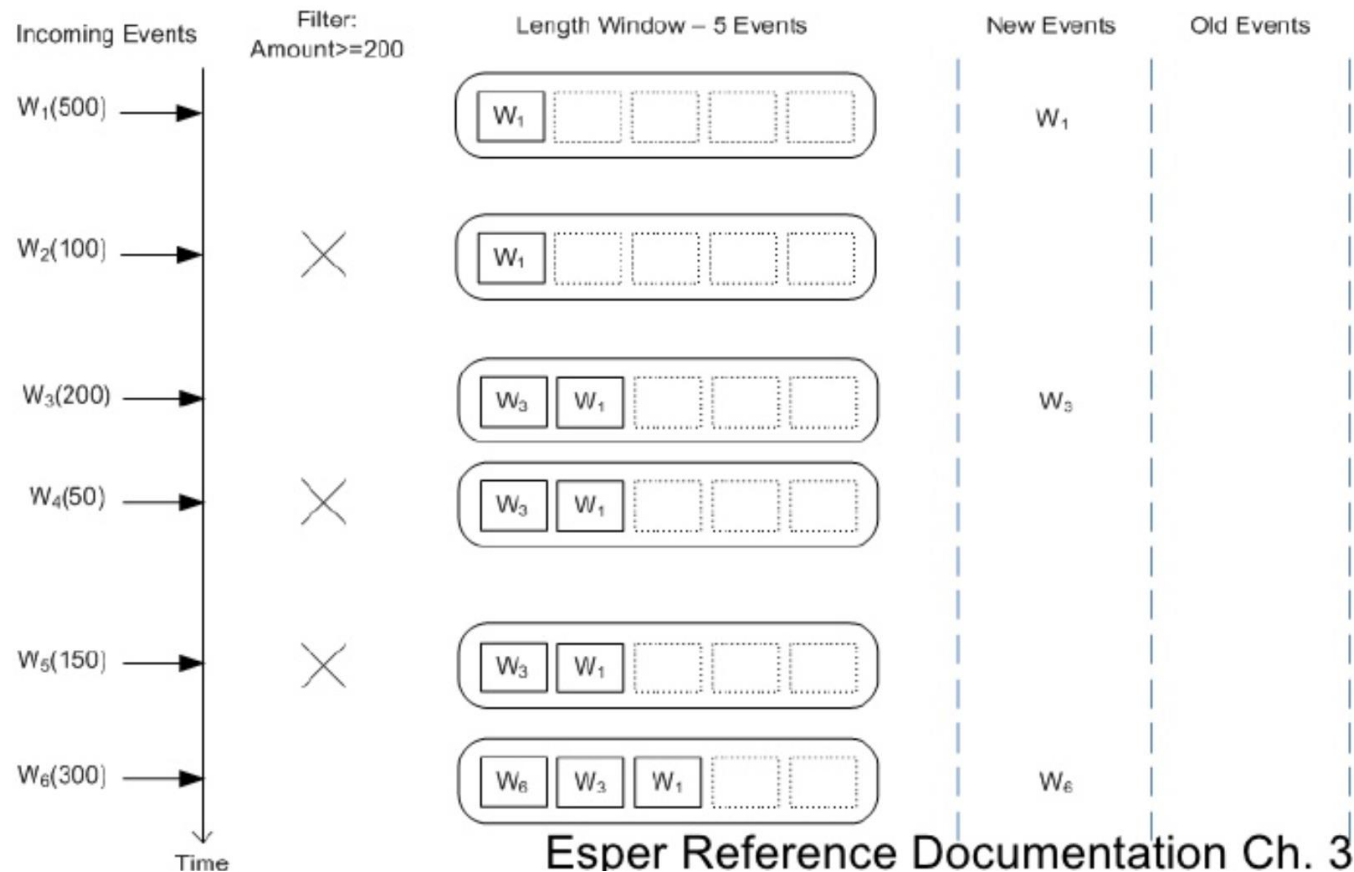 Incoming Events
Filter:
Amount>=200
Length Window – 5 Events
New Events
Old Events
W₁(500)
W₁
W₁
W₂(100)
W₁
W₃(200)
W₃ W₁
W₃
W₄(50)
W₃ W₁
W₅(150)
W₃ W₁
W₆(300)
W₆ W₃ W₁
W₆
Time
Esper Reference Documentation Ch. 3